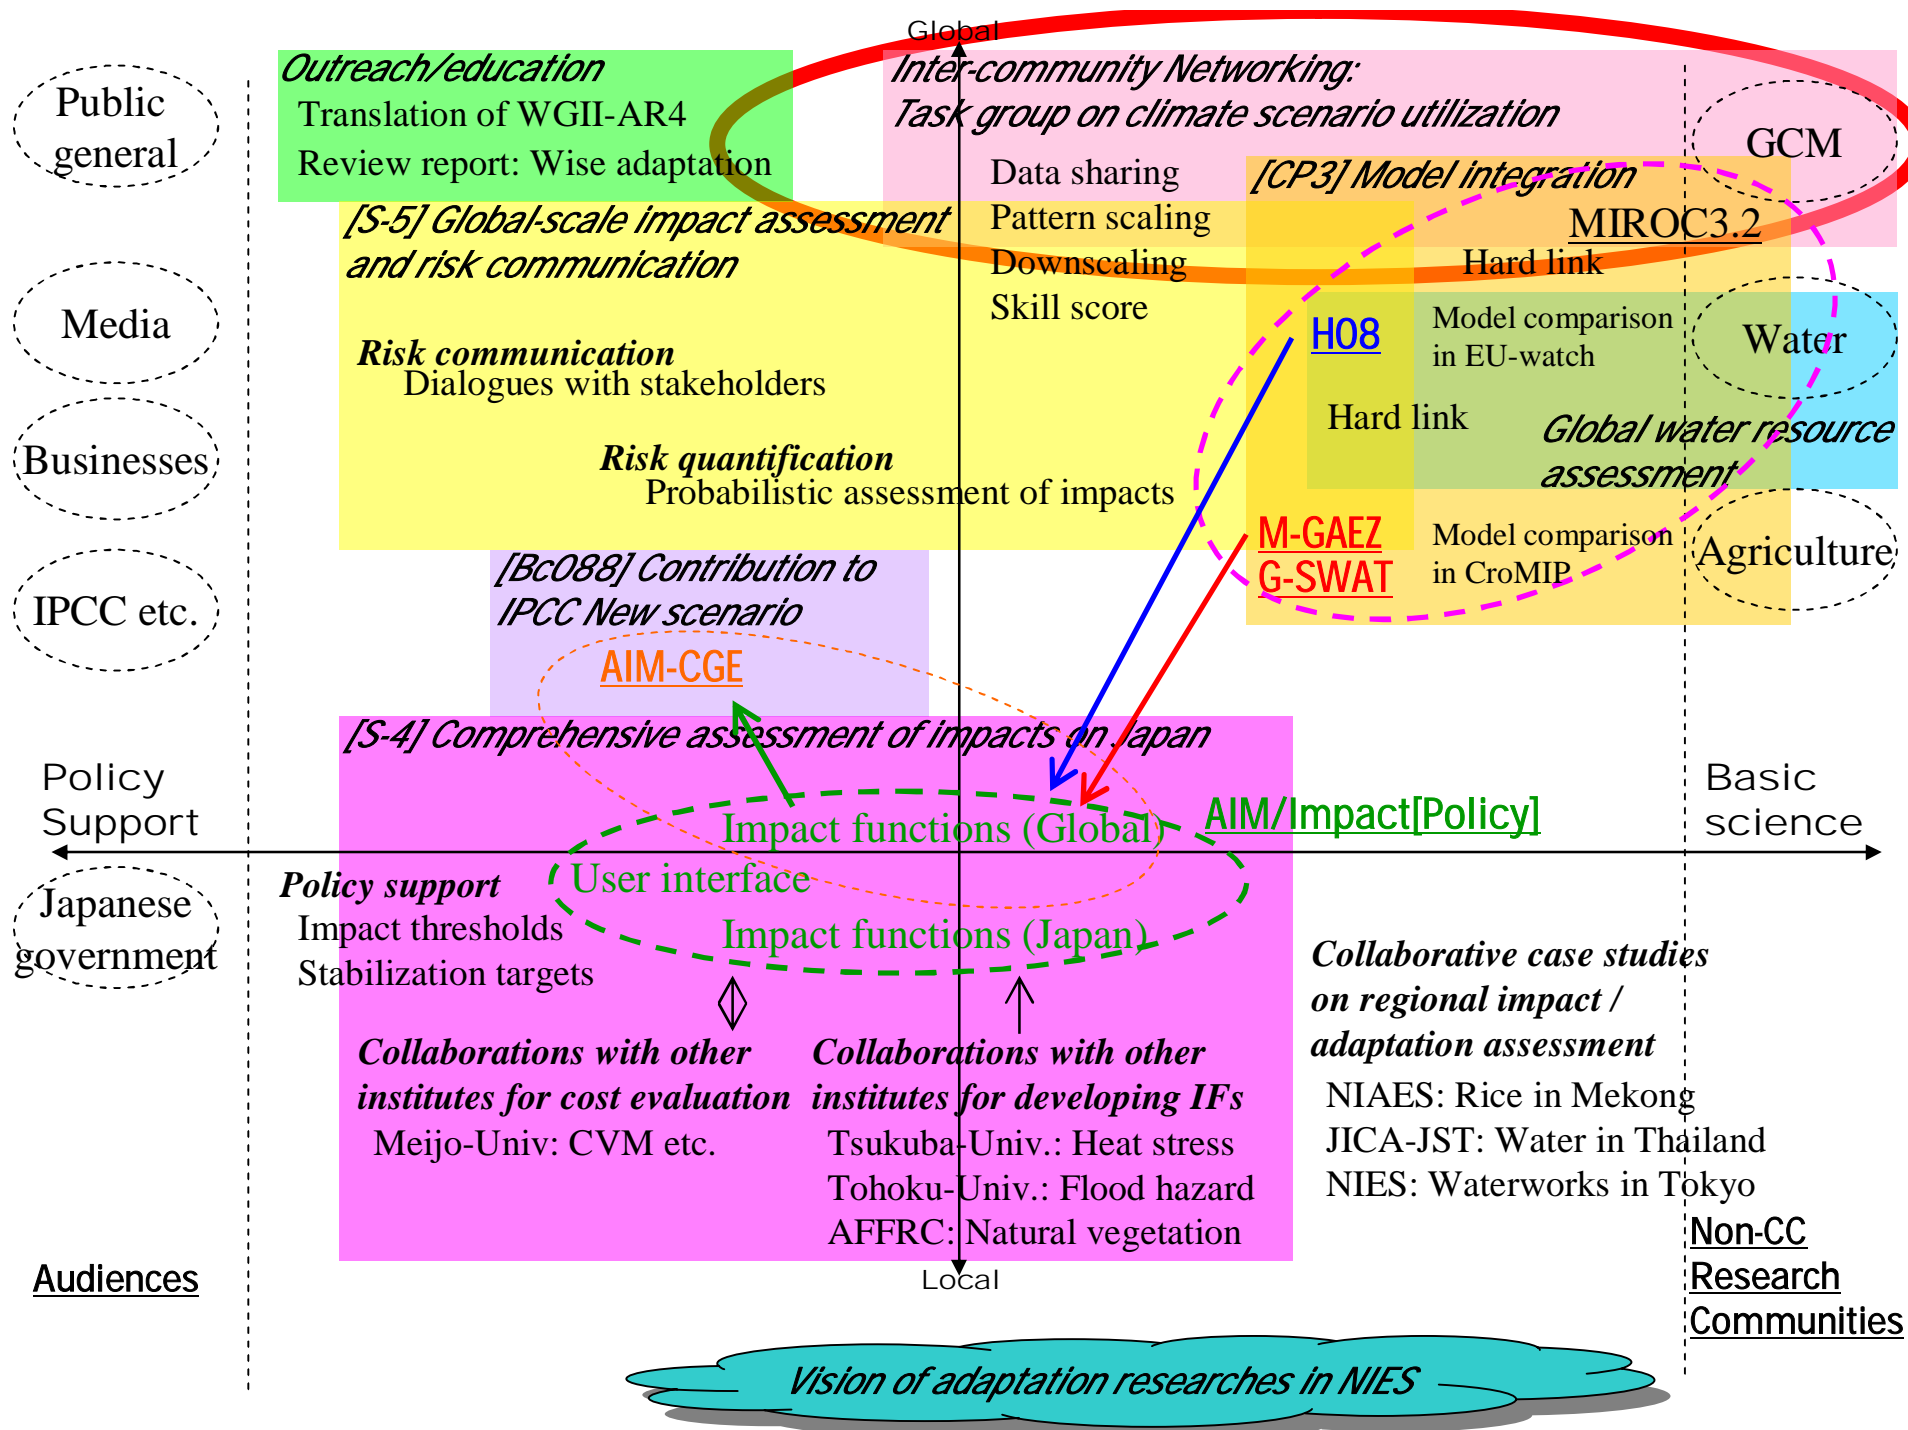 Global
Outreach/education
Translation of WGII-AR4
Review report: Wise adaptation
Inter-community Networking:
Task group on climate scenario utilization
Data sharing
Pattern scaling
Downscaling
Skill score
[CP3] Model integration
MIROC3.2
Hard link
Public
general
Media
Businesses
IPCC etc.
GCM
Water
Agriculture
[S-5] Global-scale impact assessment
and risk communication
Risk communication
Dialogues with stakeholders
Risk quantification
Probabilistic assessment of impacts
H08
Model comparison
in EU-watch
Hard link
Global water resource
assessment
M-GAEZ
G-SWAT
Model comparison
in CroMIP
[Bc088] Contribution to
IPCC New scenario
AIM-CGE
[S-4] Comprehensive assessment of impacts on Japan
Policy
Support
Basic
science
AIM/Impact[Policy]
Impact functions (Global)
User interface
Impact functions (Japan)
Japanese
government
Policy support
Impact thresholds
Stabilization targets
Collaborations with other
institutes for cost evaluation
Meijo-Univ: CVM etc.
Collaborations with other
institutes for developing IFs
Tsukuba-Univ.: Heat stress
Tohoku-Univ.: Flood hazard
AFFRC: Natural vegetation
Collaborative case studies
on regional impact /
adaptation assessment
NIAES: Rice in Mekong
JICA-JST: Water in Thailand
NIES: Waterworks in Tokyo
Audiences
Local
Non-CC
Research
Communities
Vision of adaptation researches in NIES